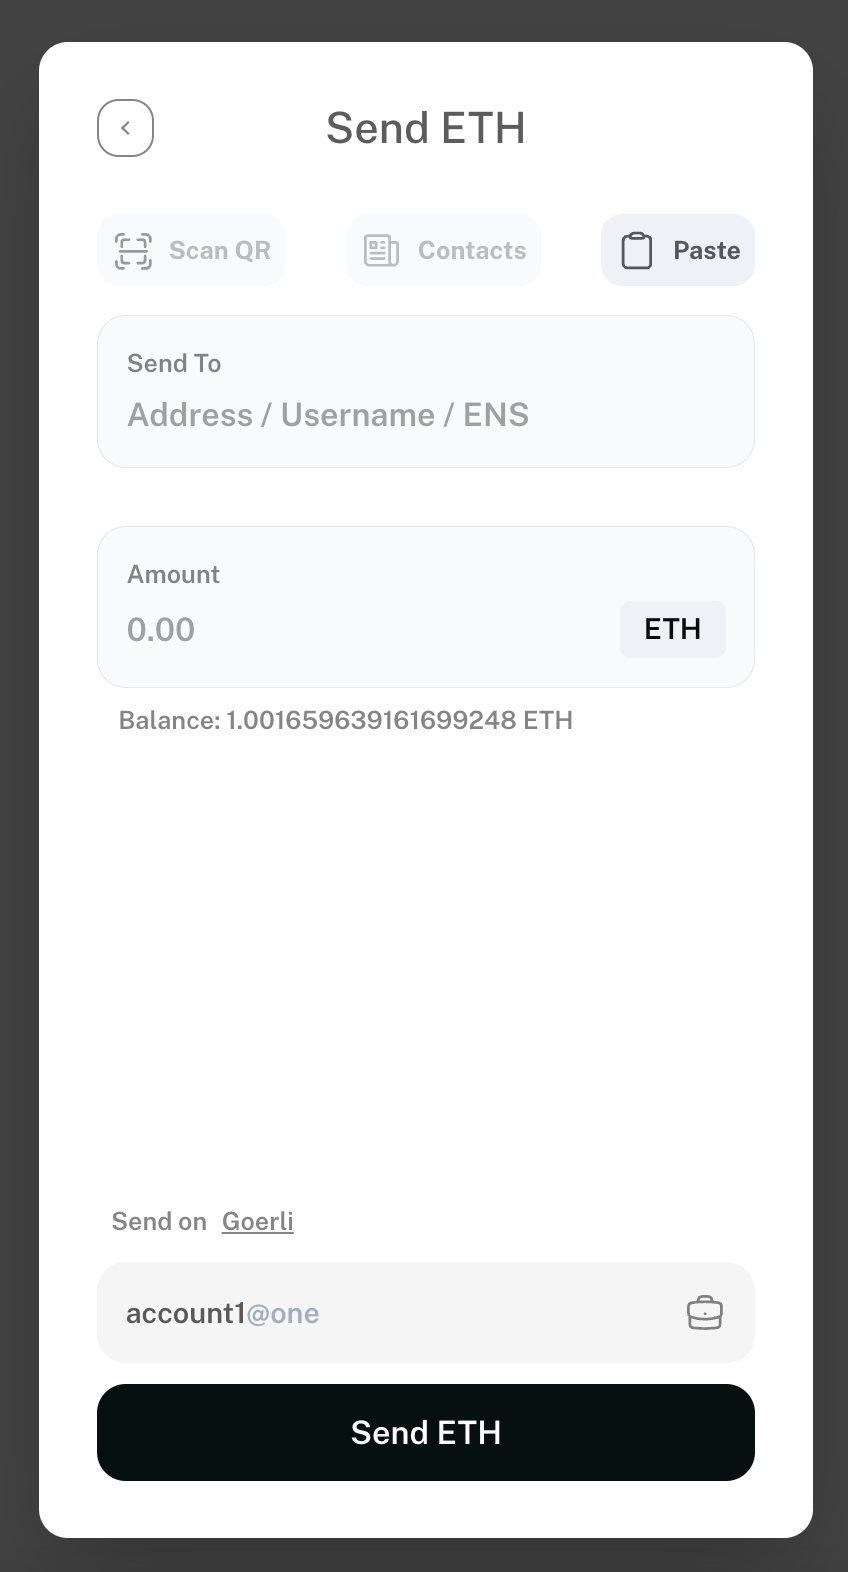 Send ETH
Scan QR
Contacts
Paste
Send To
Address / Username / ENS
Amount
0.00
ETH
Balance: 1.001659639161699248 ETH
Send on Goerli
account1@one
Send ETH